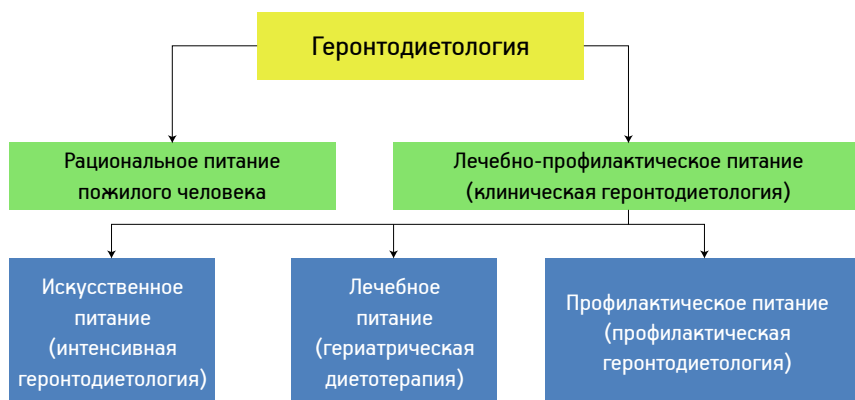 Геронтодиетология
Рациональное питание
пожилого человека
Лечебно-профилактическое питание
(клиническая геронтодиетология)
Искусственное
питание
(интенсивная
геронтодиетология)
Лечебное
питание
(гериатрическая
диетотерапия)
Профилактическое питание
(профилактическая
геронтодиетология)